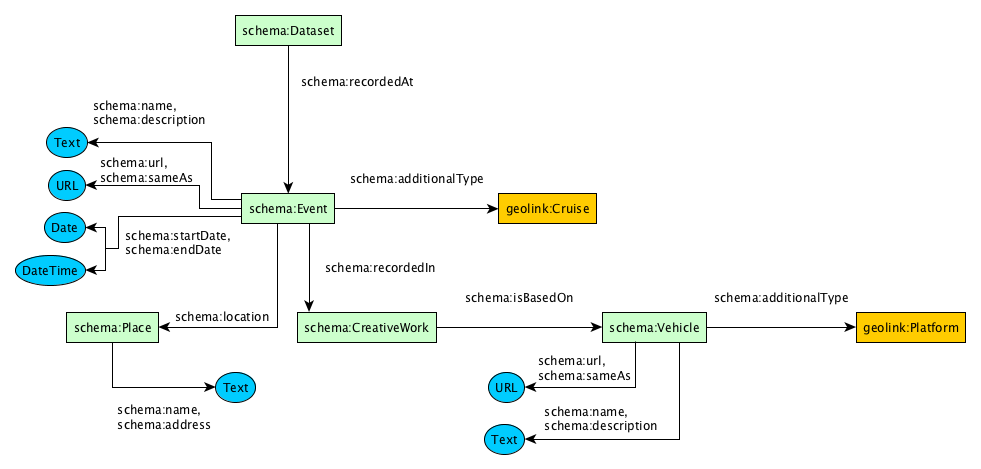 schema:Dataset
schema:recordedAt
schema:name,
schema:description
Text
schema:url,
schema:sameAs
URL
schema:additionalType
schema:Event
geolink:Cruise
Date
schema:startDate,
schema:endDate
DateTime
schema:recordedIn
schema:isBasedOn
schema:additionalType
schema:location
schema:Place
schema:CreativeWork
schema:Vehicle
geolink:Platform
schema:url,
schema:sameAs
Text
URL
schema:name,
schema:address
schema:name,
schema:description
Text